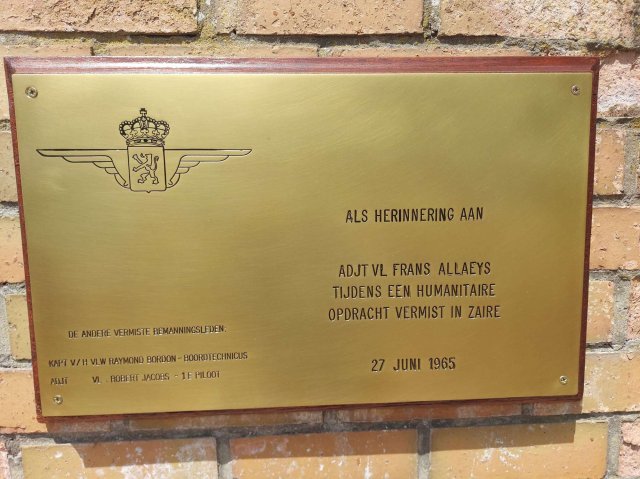 ALS HERINNERING AAN
ADJT VL FRANS ALLAEYS
TIJDENS EEN HUMANITAIRE
OPDRACHT VERMIST IN ZAIRE
27 JUNI 1965
DE ANDERE VERMISTE BEMANNINGSLEDEN:
KAPT V/H VLW RAYMOND BORDON - BOORDTECHNICUS
ADJT VL. ROBERT JACOBS - 1E PILOOT